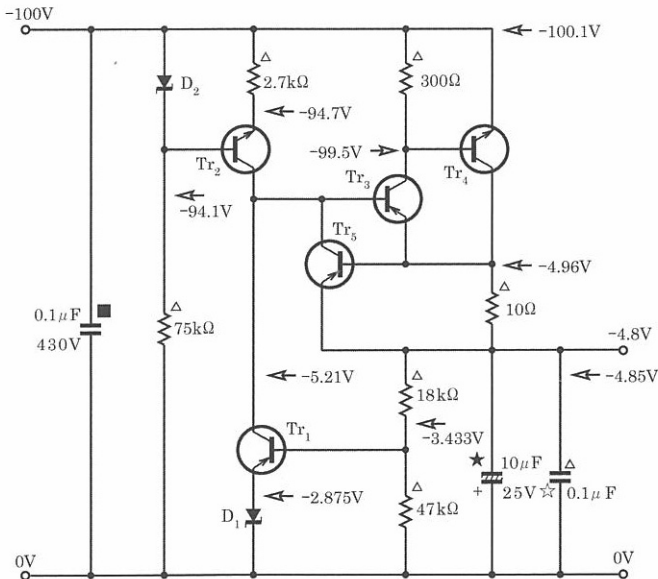 -100V
-100.1V
D₂
△
2.7kΩ
△
300Ω
-94.7V
Tr₂
-99.5V
Tr₃
Tr₄
-94.1V
Tr₅
-4.96V
0.1μF
430V
△
75kΩ
△
10Ω
-4.8V
-5.21V
△
18kΩ
-4.85V
-3.433V
Tr₁
★
10μF
+
25V
△
☆
0.1μF
-2.875V
D₁
△
47kΩ
0V
0V